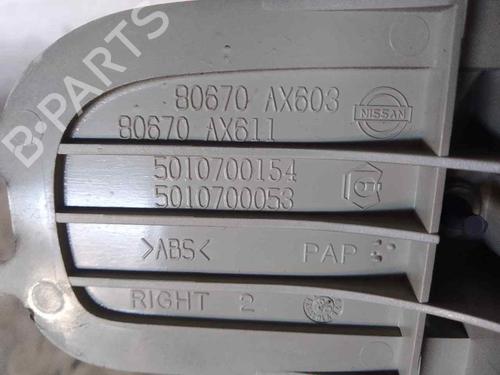 B-PARTS
80670 AX603
80670 AX611
NISSAN
5010700154
5010700053
>ABS<
PAP
RIGHT 2